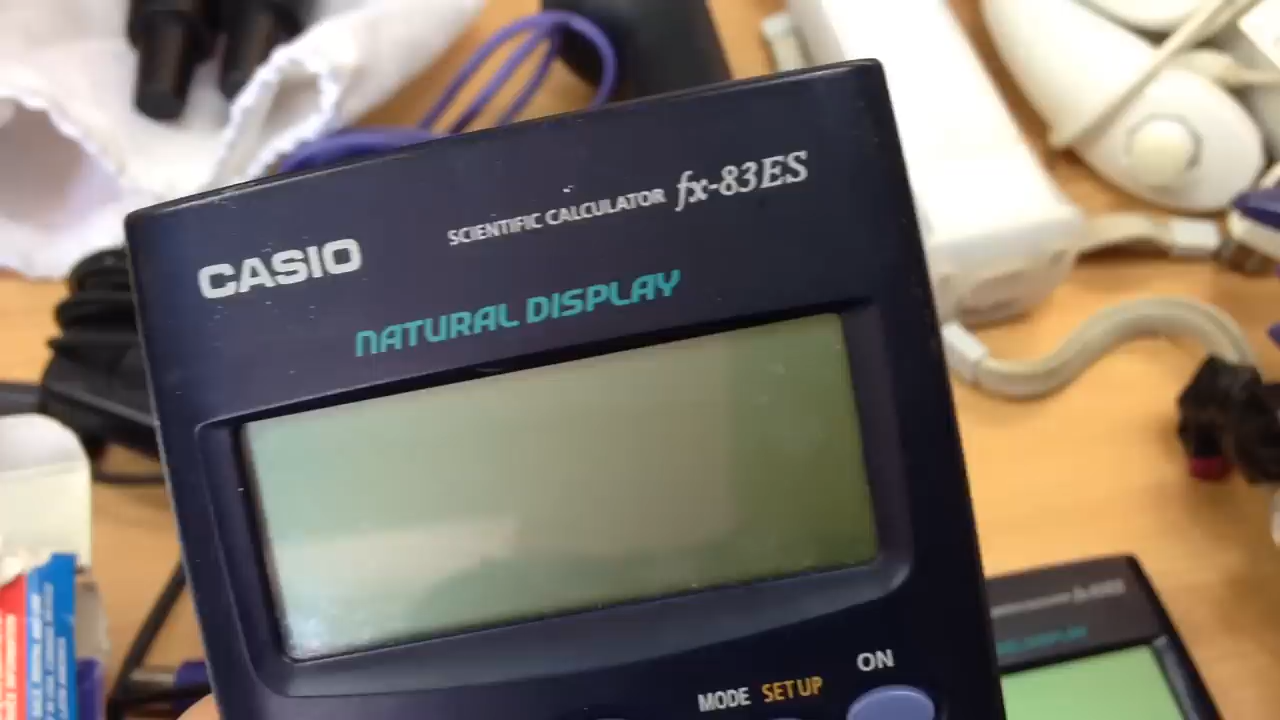 SCIENTIFIC CALCULATOR fx-83ES
CASIO
NATURAL DISPLAY
ON
MODE SETUP